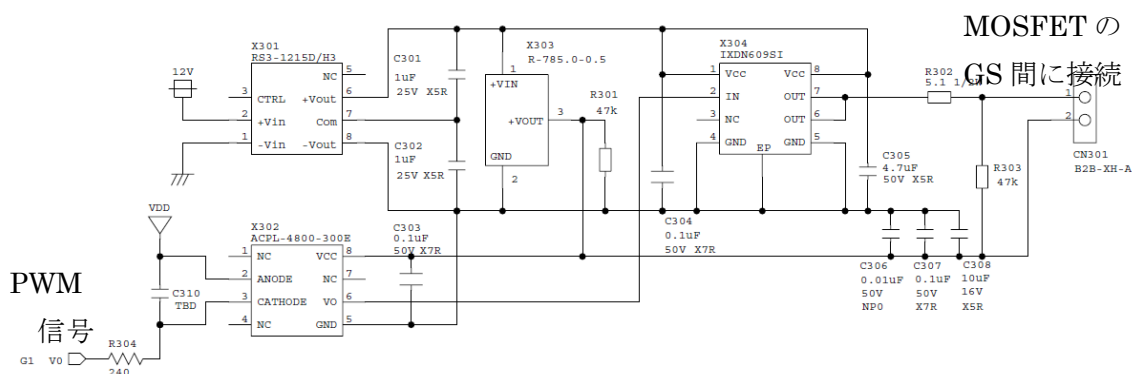 MOSFET の
GS 間に接続
X301
RS3-1215D/H3
12V
NC 5
3 CTRL +Vout 6
2 +Vin Com 7
1 -Vin -Vout 8
C301
1uF
25V X5R
C302
1uF
25V X5R
X303
R-785.0-0.5
1
+VIN
+VOUT 3
GND
2
R301
47k
X304
IXDN609SI
1 Vcc Vcc 8
2 IN OUT 7
3 NC OUT 6
4 GND GND 5
EP
R302
5.1 1/2W
1
2
CN301
B2B-XH-A
R303
47k
C305
4.7uF
50V X5R
C304
0.1uF
50V X7R
C306
0.01uF
50V
NP0
C307
0.1uF
50V
X7R
C308
10uF
16V
X5R
VDD
X302
ACPL-4800-300E
1 NC VCC 8
2 ANODE NC 7
3 CATHODE VO 6
4 NC GND 5
C303
0.1uF
50V X7R
C310
TBD
PWM
信号
R304
240
G1 V0